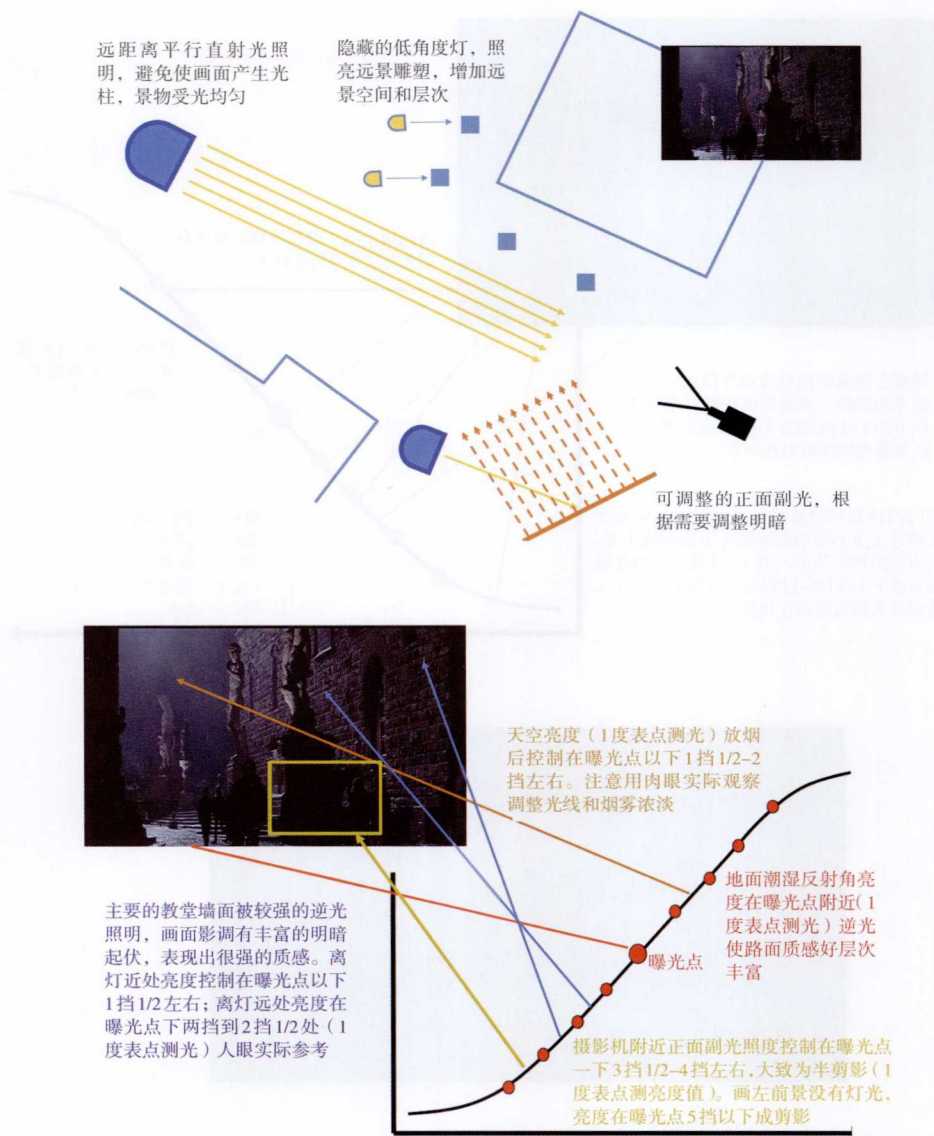 远距离平行直射光照
明，避免使画面产生光
柱，景物受光均匀
隐藏的低角度灯，照
亮远景雕塑，增加远
景空间和层次
可调整的正面副光，根
据需要调整明暗
天空亮度（1度表点测光）放烟
后控制在曝光点以下1挡1/2–2
挡左右。注意用肉眼实际观察
调整光线和烟雾浓淡
主要的教堂墙面被较强的逆光
照明，画面影调有丰富的明暗
起伏，表现出很强的质感。离
灯近处亮度控制在曝光点以下
1挡1/2左右；离灯远处亮度在
曝光点下两挡到2挡1/2处（1
度表点测光）人眼实际参考
地面潮湿反射角亮
度在曝光点附近（1
度表点测光）逆光
使路面质感好层次
丰富
曝光点
摄影机附近正面副光照度控制在曝光点
一下3挡1/2–4挡左右，大致为半剪影（1
度表点测亮度值）。画左前景没有灯光，
亮度在曝光点5挡以下成剪影